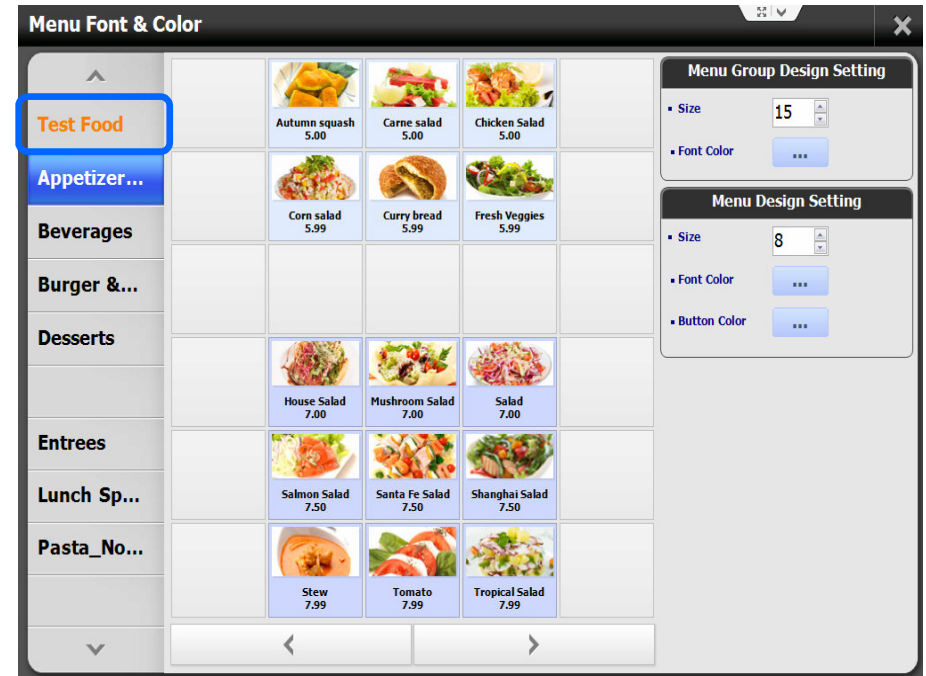 Menu Font & Color
Test Food
Appetizer...
Beverages
Burger &...
Desserts
Entrees
Lunch Sp...
Pasta_No...
Autumn squash
5.00
Carne salad
5.00
Chicken Salad
5.00
Corn salad
5.99
Curry bread
5.99
Fresh Veggies
5.99
House Salad
7.00
Mushroom Salad
7.00
Salad
7.00
Salmon Salad
7.50
Santa Fe Salad
7.50
Shanghai Salad
7.50
Stew
7.99
Tomato
7.99
Tropical Salad
7.99
Menu Group Design Setting
Size
15
Font Color
...
Menu Design Setting
Size
8
Font Color
...
Button Color
...